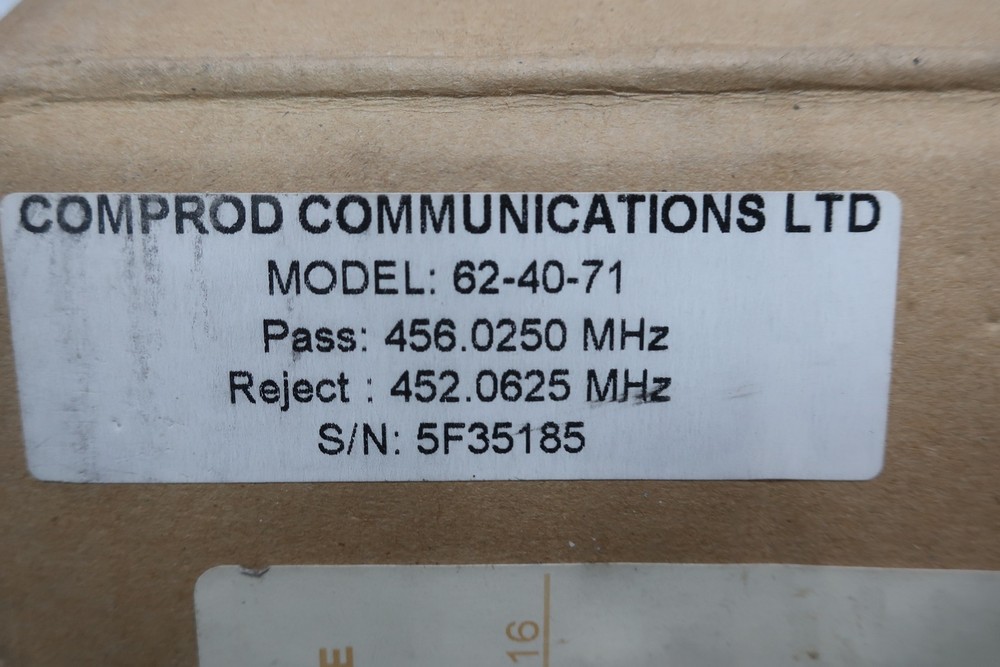 COMPROD COMMUNICATIONS LTD
MODEL: 62-40-71
Pass: 456.0250 MHz
Reject : 452.0625 MHz
S/N: 5F35185
E
16